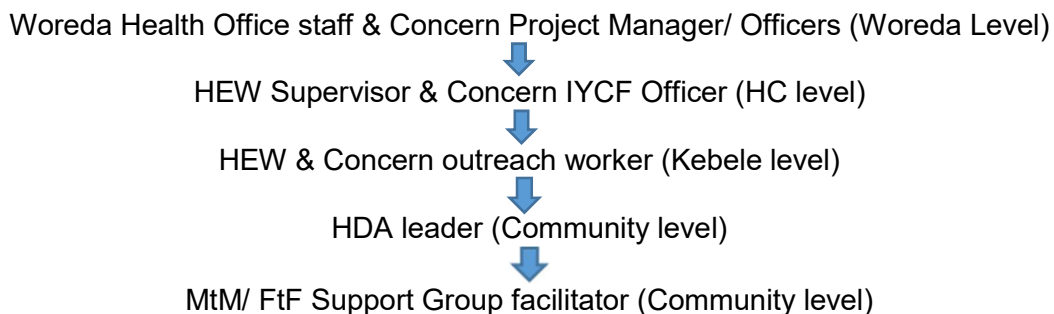 Woreda Health Office staff & Concern Project Manager/ Officers (Woreda Level)
HEW Supervisor & Concern IYCF Officer (HC level)
HEW & Concern outreach worker (Kebele level)
HDA leader (Community level)
MtM/ FtF Support Group facilitator (Community level)